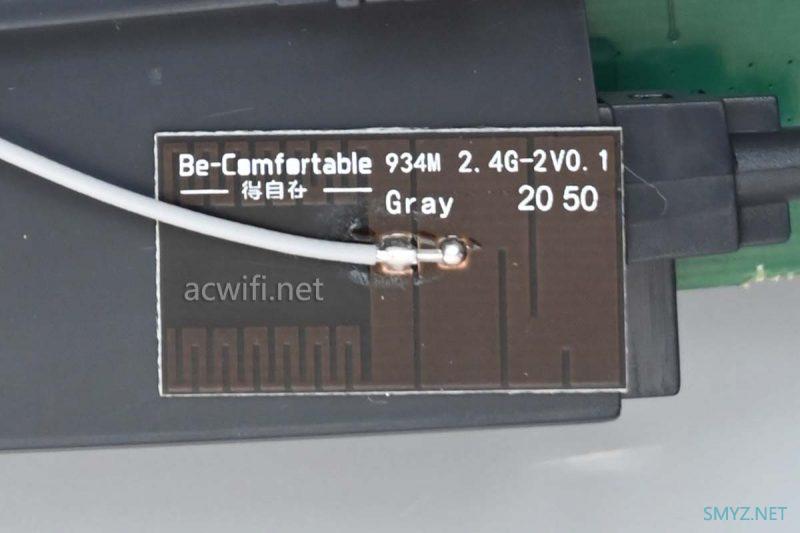 Be-Comfortable 934M 2.4G-2V0.1
得自在 Gray 20 50
acwifi.net
SMYZ.NET